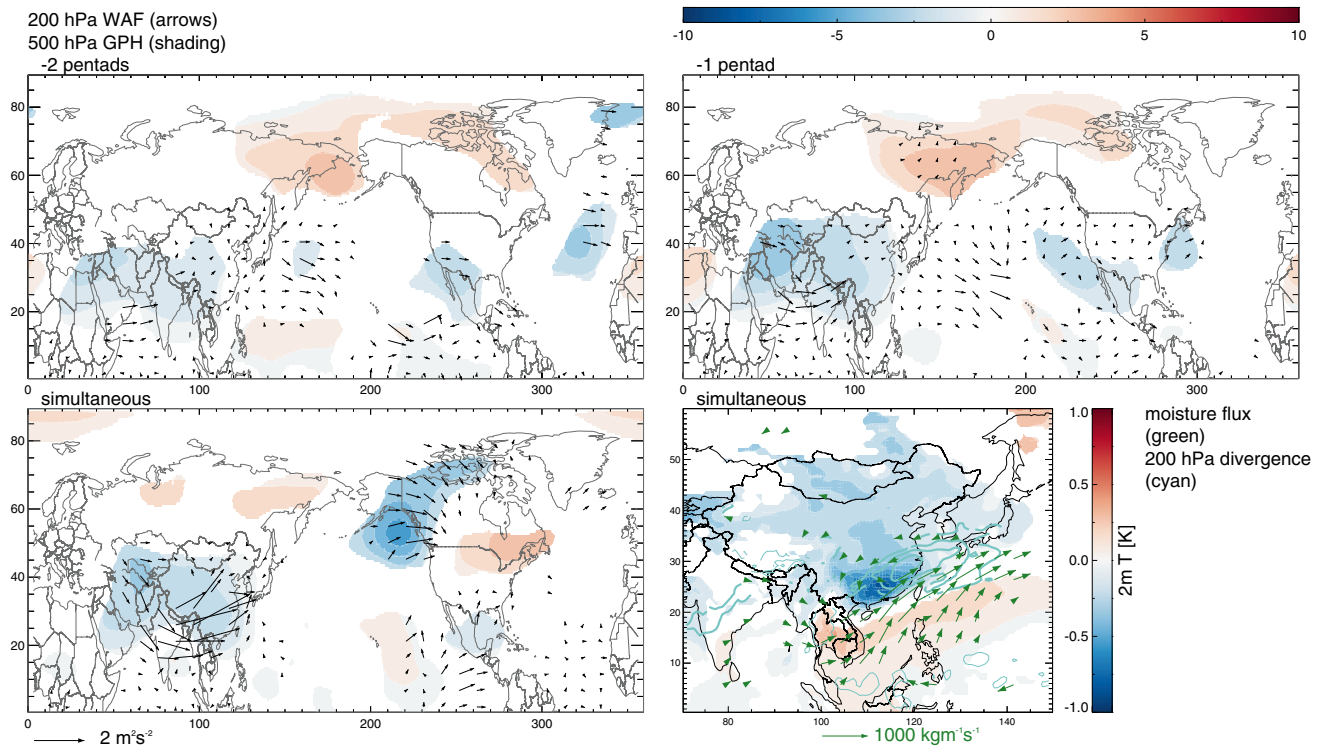 200 hPa WAF (arrows)
500 hPa GPH (shading)
-10 -5 0 5 10
-2 pentads
-1 pentad
80
60
40
20
0 100 200 300
80
60
40
20
0 100 200 300
simultaneous
simultaneous
80
60
40
20
0 100 200 300
50
40
30
20
10
80 100 120 140
1.0
0.5
0.0
-0.5
-1.0
2m T [K]
moisture flux
(green)
200 hPa divergence
(cyan)
2 m²s⁻²
1000 kgm⁻¹s⁻¹